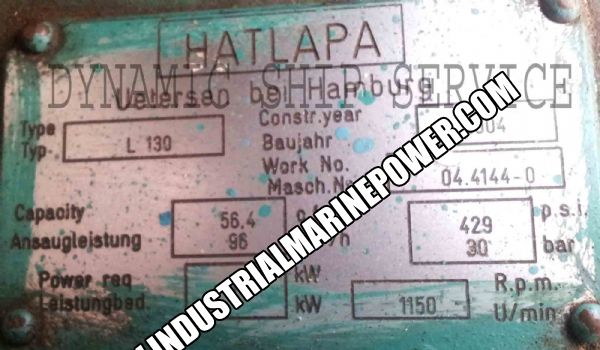 HATLAPA
DYNAMIC SHIP SERVICE
Uetersen bei Hamburg
Type Typ. L 130
Constr. year Baujahr
Work No. Masch.No. 04.4144-0
Capacity Ansaugleistung 56,4 96
429 30 p.s.i. bar
Power req Leistungbed. kW kW
1150 R.p.m. U/min
INDUSTRIALMARINEPOWER.COM